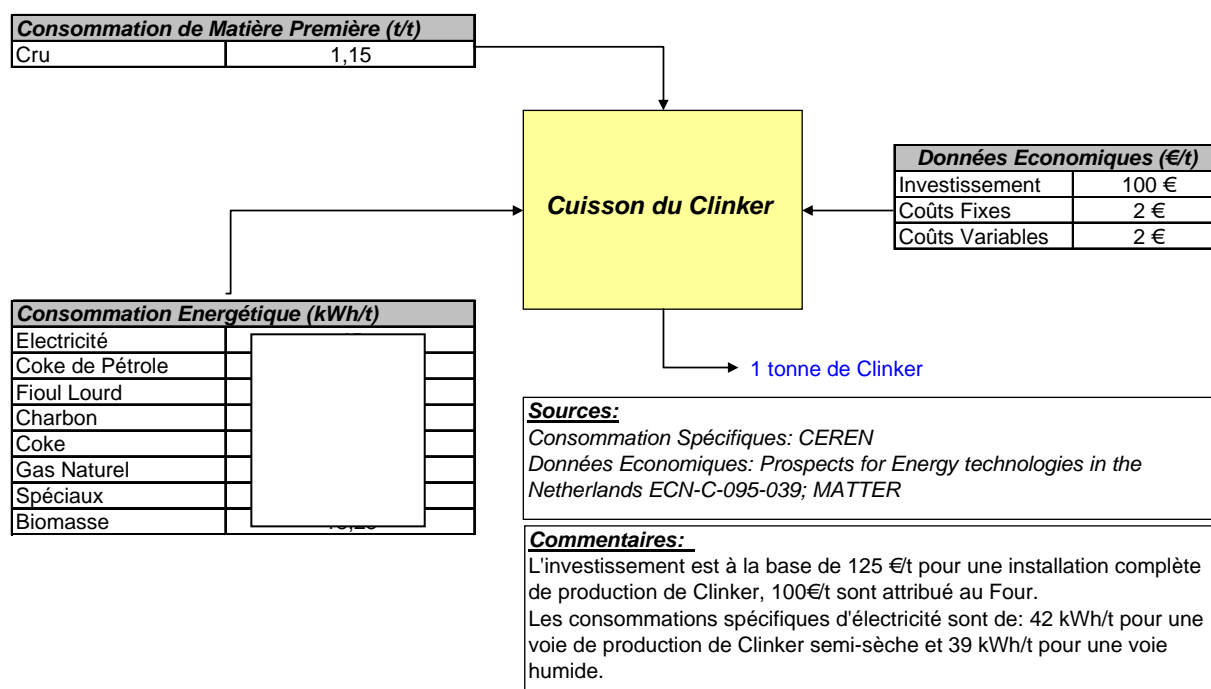 Consommation de Matière Première (t/t)
Cru 1,15
Cuisson du Clinker
Données Economiques (€/t)
Investissement 100 €
Coûts Fixes 2 €
Coûts Variables 2 €
Consommation Energétique (kWh/t)
Electricité
Coke de Pétrole
Fioul Lourd
Charbon
Coke
Gas Naturel
Spéciaux
Biomasse
1 tonne de Clinker
Sources:
Consommation Spécifiques: CEREN
Données Economiques: Prospects for Energy technologies in the
Netherlands ECN-C-095-039; MATTER
Commentaires:
L'investissement est à la base de 125 €/t pour une installation complète
de production de Clinker, 100€/t sont attribué au Four.
Les consommations spécifiques d'électricité sont de: 42 kWh/t pour une
voie de production de Clinker semi-sèche et 39 kWh/t pour une voie
humide.